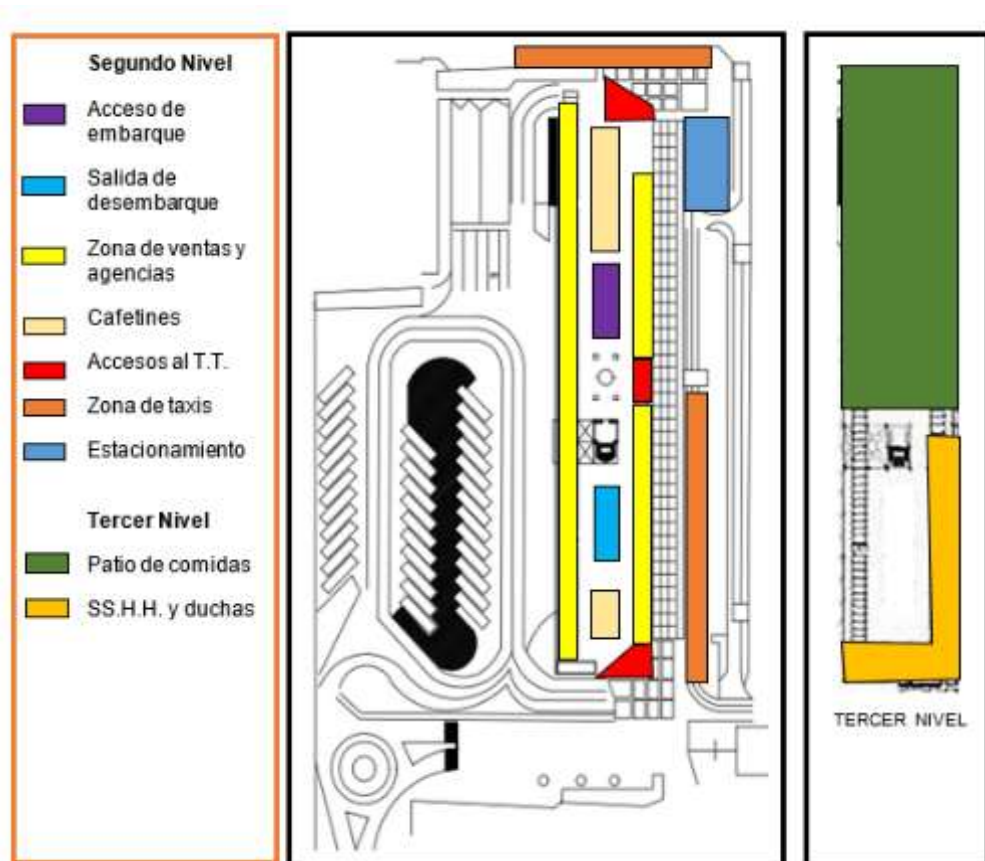 Segundo Nivel
Acceso de
embarque
Salida de
desembarque
Zona de ventas y
agencias
Cafetines
Accesos al T.T.
Zona de taxis
Estacionamiento
Tercer Nivel
Patio de comidas
SS.H.H. y duchas
TERCER NIVEL